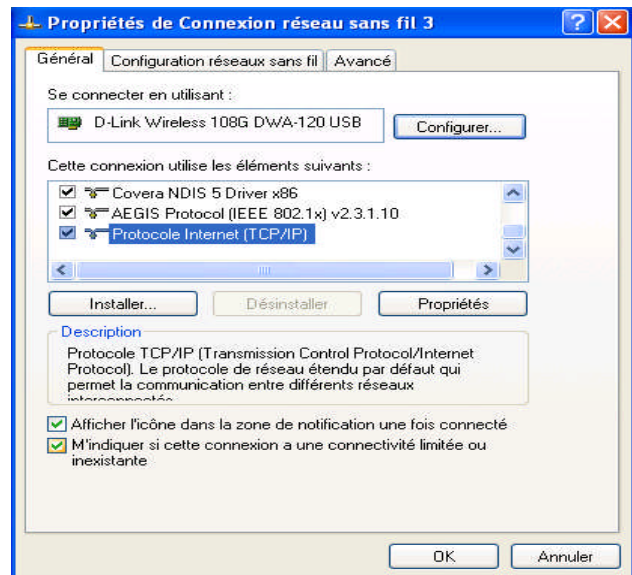 Propriétés de Connexion réseau sans fil 3
Général Configuration réseaux sans fil Avancé
Se connecter en utilisant :
D-Link Wireless 108G DWA-120 USB Configurer...
Cette connexion utilise les éléments suivants :
Covera NDIS 5 Driver x86
AEGIS Protocol (IEEE 802.1x) v2.3.1.10
Protocole Internet (TCP/IP)
Installer... Désinstaller Propriétés
Description
Protocole TCP/IP (Transmission Control Protocol/Internet
Protocol). Le protocole de réseau étendu par défaut qui
permet la communication entre différents réseaux
interconnectés.
Afficher l'icône dans la zone de notification une fois connecté
M'indiquer si cette connexion a une connectivité limitée ou
inexistante
OK Annuler